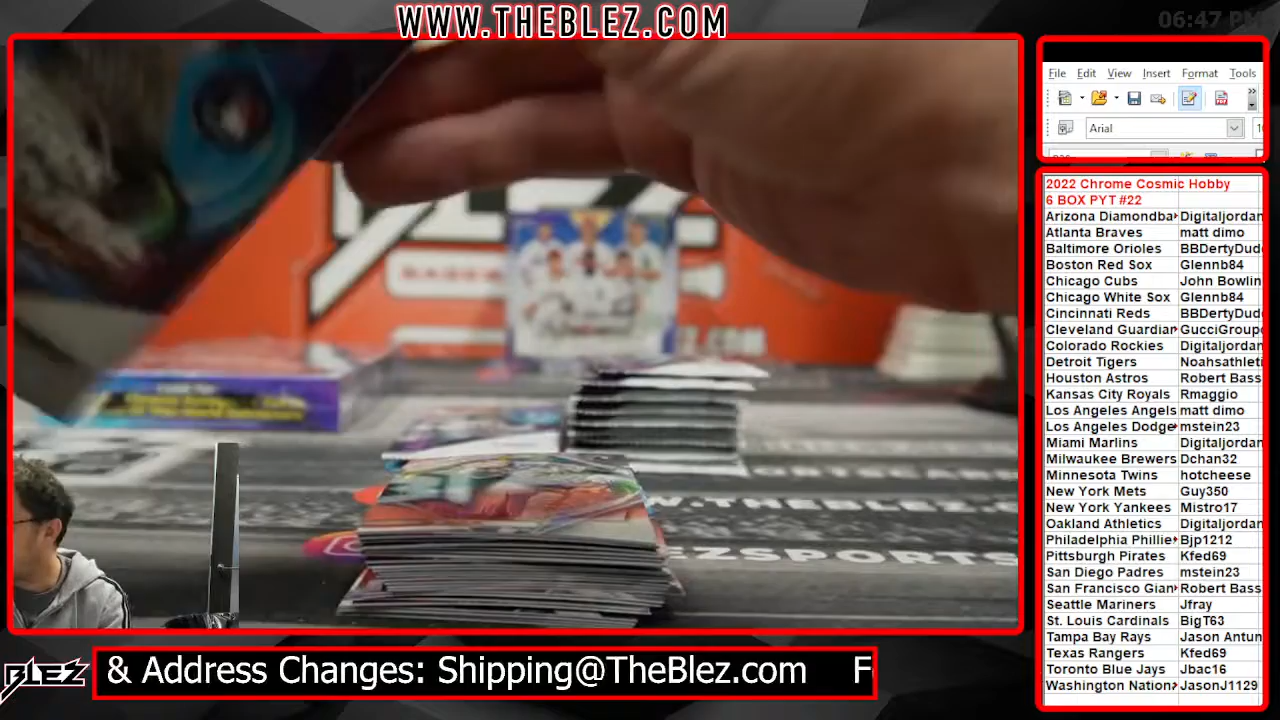 WWW.THEBLEZ.COM
06:47 PM
File Edit View Insert Format Tools
Arial
2022 Chrome Cosmic Hobby
6 BOX PYT #22
Arizona Diamondba Digitaljordan
Atlanta Braves matt dimo
Baltimore Orioles BBDertyDude
Boston Red Sox Glennb84
Chicago Cubs John Bowlin
Chicago White Sox Glennb84
Cincinnati Reds BBDertyDude
Cleveland Guardian GucciGroupe
Colorado Rockies Digitaljordan
Detroit Tigers Noahsathleti
Houston Astros Robert Bass
Kansas City Royals Rmaggio
Los Angeles Angels matt dimo
Los Angeles Dodge mstein23
Miami Marlins Digitaljordan
Milwaukee Brewers Dchan32
Minnesota Twins hotcheese
New York Mets Guy350
New York Yankees Mistro17
Oakland Athletics Digitaljordan
Philadelphia Phillie Bjp1212
Pittsburgh Pirates Kfed69
San Diego Padres mstein23
San Francisco Gian Robert Bass
Seattle Mariners Jfray
St. Louis Cardinals BigT63
Tampa Bay Rays Jason Antun
Texas Rangers Kfed69
Toronto Blue Jays Jbac16
Washington Nationa JasonJ1129
WWW.THEBLEZ.C
EZSPORTS
BLEZ
& Address Changes: Shipping@TheBlez.com F